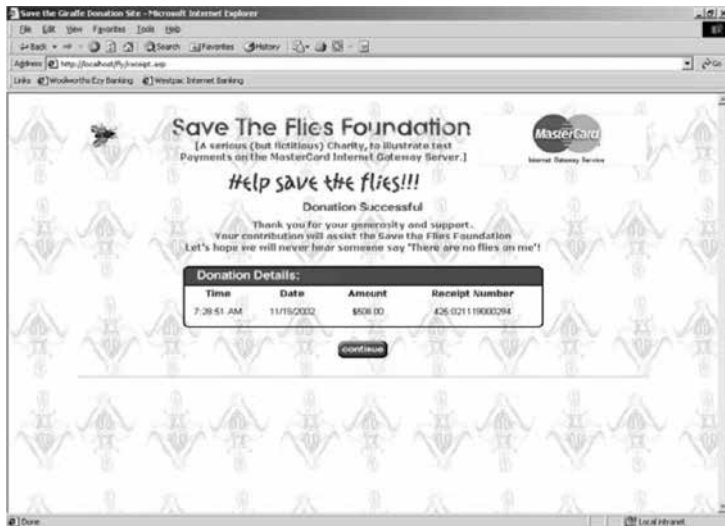 Save the Giraffe Donation Site - Microsoft Internet Explorer
File Edit View Favorites Tools Help
Back Search Favorites History
Address http://localhost/fly/receipt.asp Go
Links Woolworths Ezy Banking Westpac Internet Banking
Save The Flies Foundation
[A serious (but fictitious) Charity, to illustrate test
Payments on the MasterCard Internet Gateway Server.]
MasterCard
Internet Gateway Service
Help save the flies!!!
Donation Successful
Thank you for your generosity and support.
Your contribution will assist the Save the Flies Foundation
Let's hope we will never hear someone say 'There are no flies on me'!
Donation Details:
Time Date Amount Receipt Number
7:28:51 AM 11/19/2002 $508.00
continue
Done Local intranet